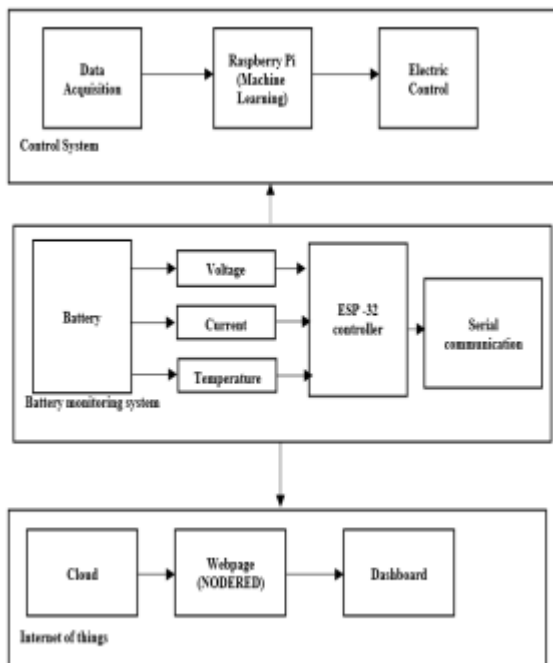 Data
Acquisition
Raspberry Pi
(Machine
Learning)
Electric
Control
Control System
Battery
Voltage
Current
Temperature
ESP -32
controller
Serial
communication
Battery monitoring system
Cloud
Webpage
(NODERED)
Dashboard
Internet of things